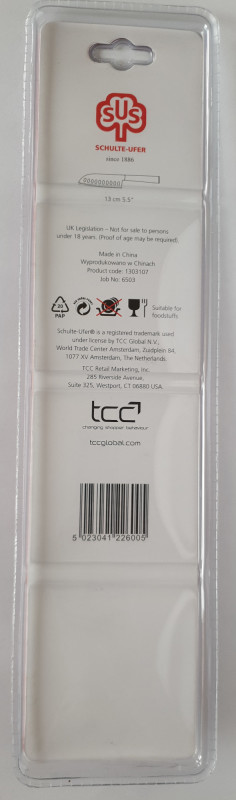 SUS
SCHULTE-UFER
since 1886
13 cm 5.5"
UK Legislation – Not for sale to persons
under 18 years. (Proof of age may be required).
Made in China
Wyprodukowano w Chinach
Product code: 1303107
Job No: 6503
20
PAP
Suitable for
foodstuffs
Schulte-Ufer® is a registered trademark used
under license by TCC Global N.V.,
World Trade Center Amsterdam, Zuidplein 84,
1077 XV Amsterdam, The Netherlands.
TCC Retail Marketing, Inc.
285 Riverside Avenue,
Suite 325, Westport, CT 06880 USA.
tcc
changing shopper behaviour
tccglobal.com
5 023041 226005